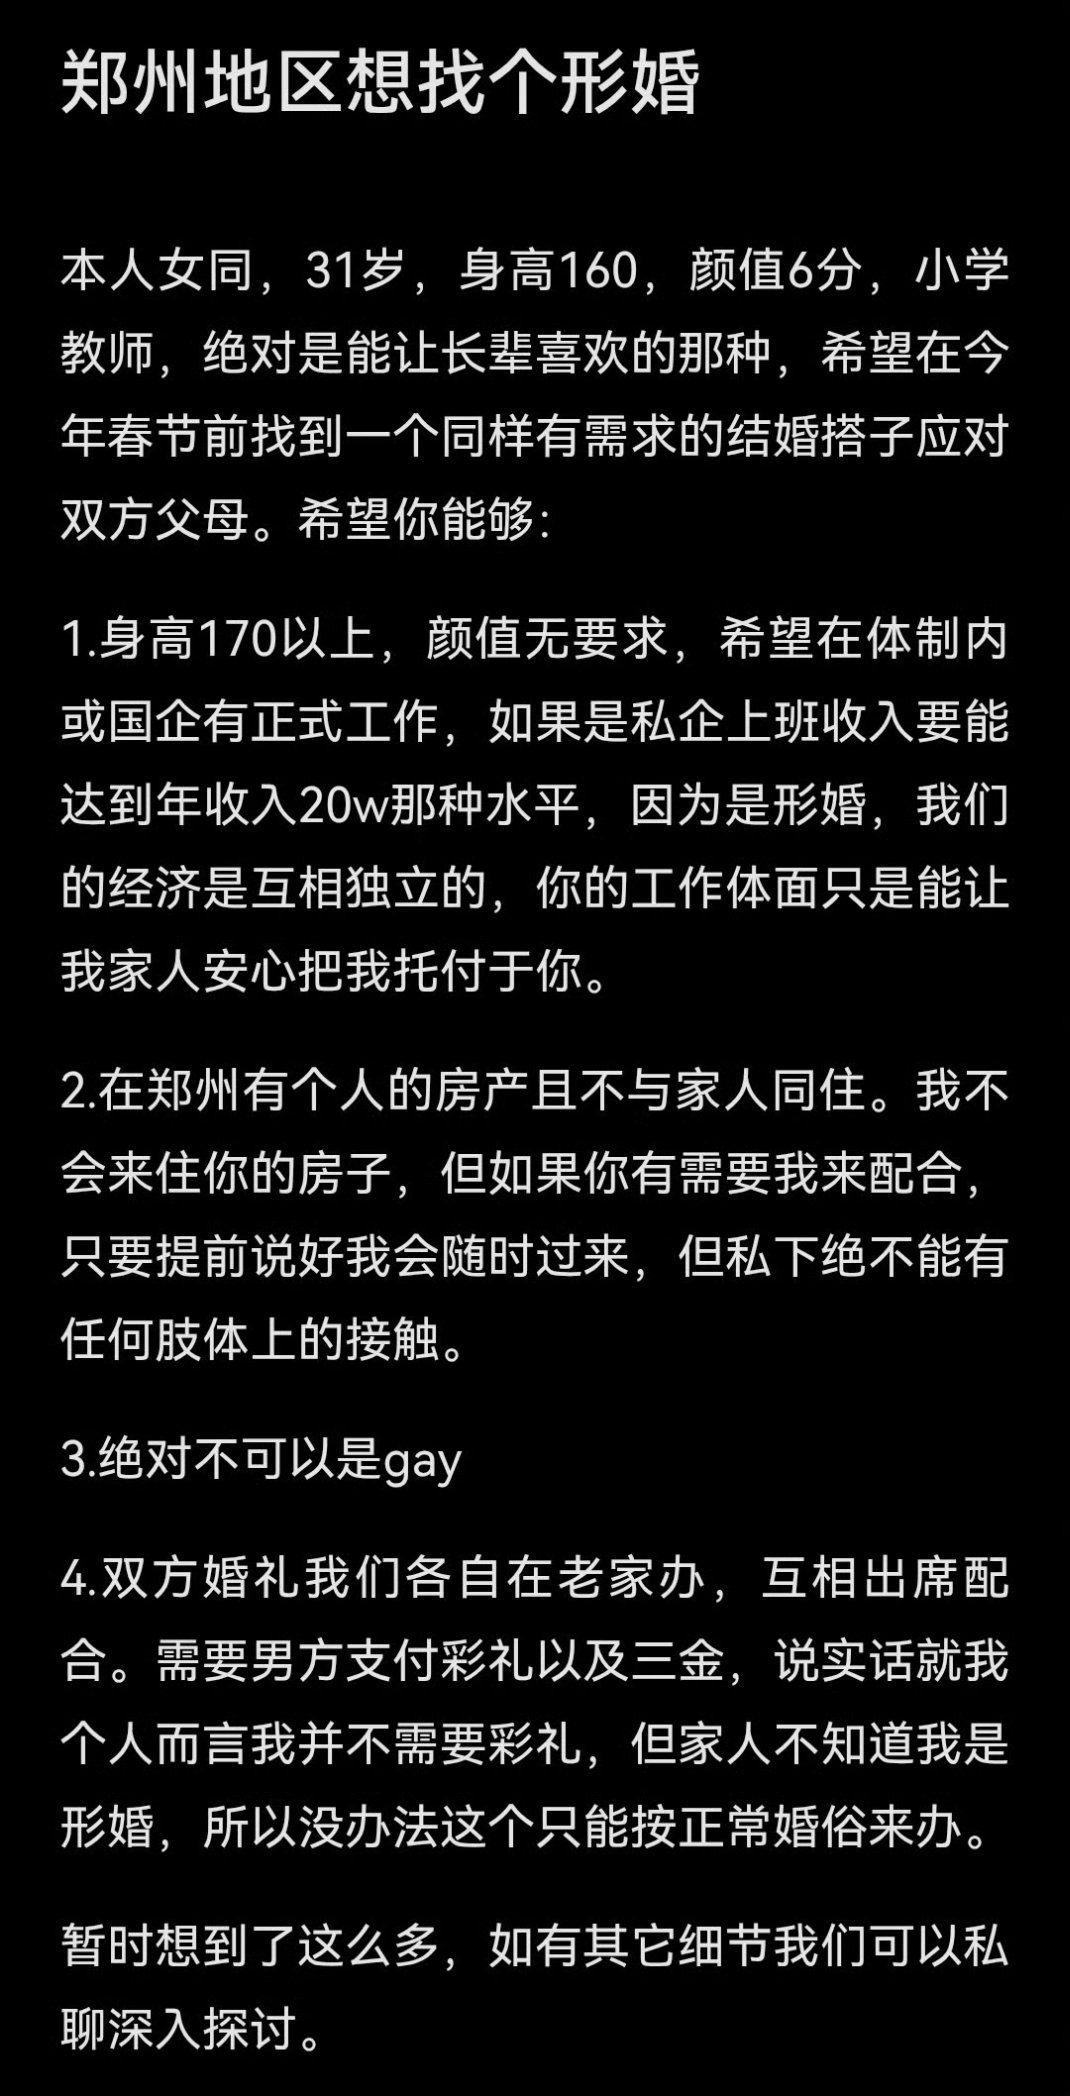 郑州地区想找个形婚
本人女同，31岁，身高160，颜值6分，小学
教师，绝对是能让长辈喜欢的那种，希望在今
年春节前找到一个同样有需求的结婚搭子应对
双方父母。希望你能够：
1.身高170以上，颜值无要求，希望在体制内
或国企有正式工作，如果是私企上班收入要能
达到年收入20w那种水平，因为是形婚，我们
的经济是互相独立的，你的工作体面只是能让
我家人安心把我托付于你。
2.在郑州有个人的房产且不与家人同住。我不
会来住你的房子，但如果你有需要我来配合，
只要提前说好我会随时过来，但私下绝不能有
任何肢体上的接触。
3.绝对不可以是gay
4.双方婚礼我们各自在老家办，互相出席配
合。需要男方支付彩礼以及三金，说实话就我
个人而言我并不需要彩礼，但家人不知道我是
形婚，所以没办法这个只能按正常婚俗来办。
暂时想到了这么多，如有其它细节我们可以私
聊深入探讨。